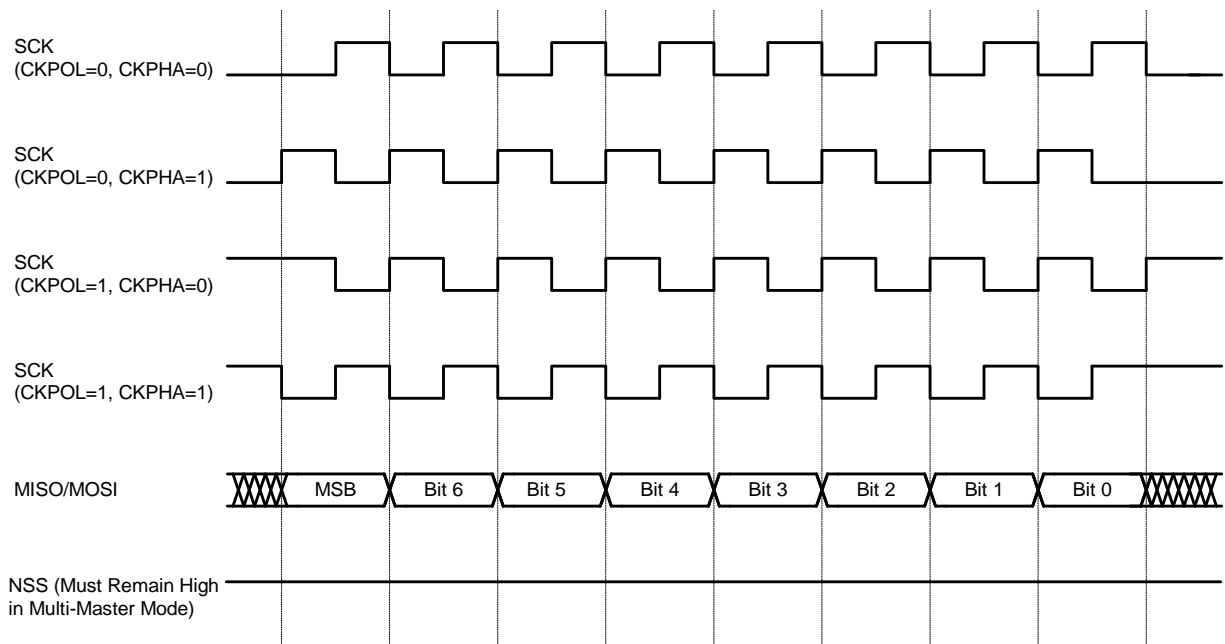 SCK
(CKPOL=0, CKPHA=0)
SCK
(CKPOL=0, CKPHA=1)
SCK
(CKPOL=1, CKPHA=0)
SCK
(CKPOL=1, CKPHA=1)
MISO/MOSI MSB Bit 6 Bit 5 Bit 4 Bit 3 Bit 2 Bit 1 Bit 0
NSS (Must Remain High
in Multi-Master Mode)